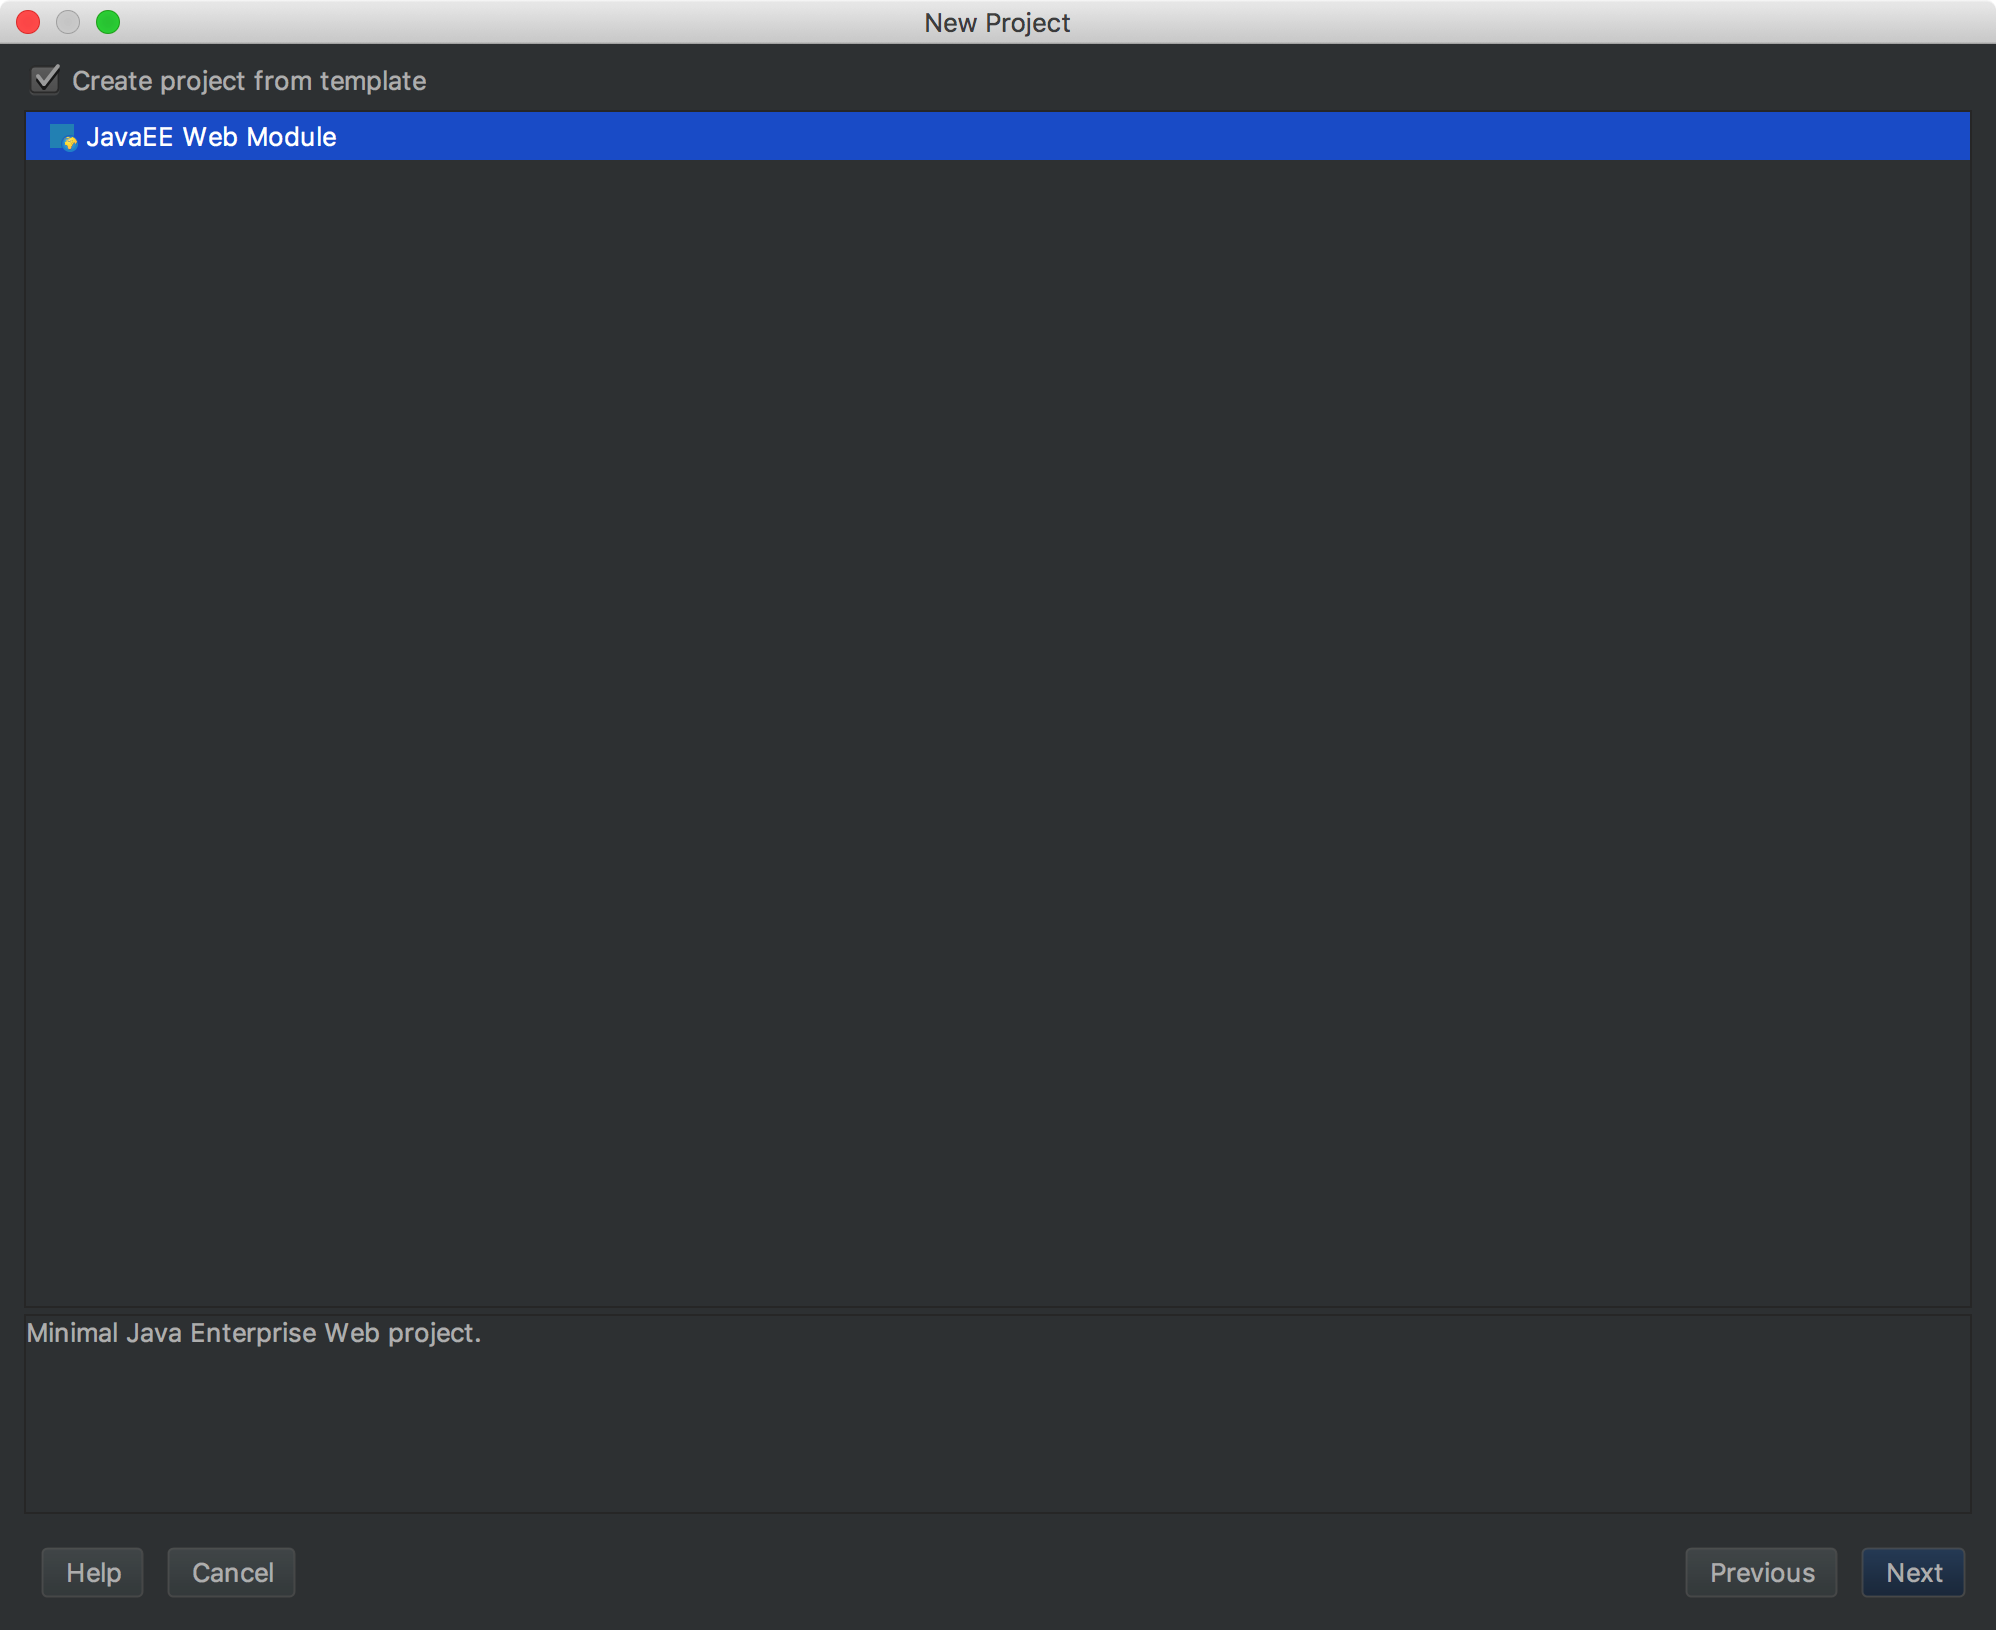 New Project
Create project from template
JavaEE Web Module
Minimal Java Enterprise Web project.
Help Cancel Previous Next